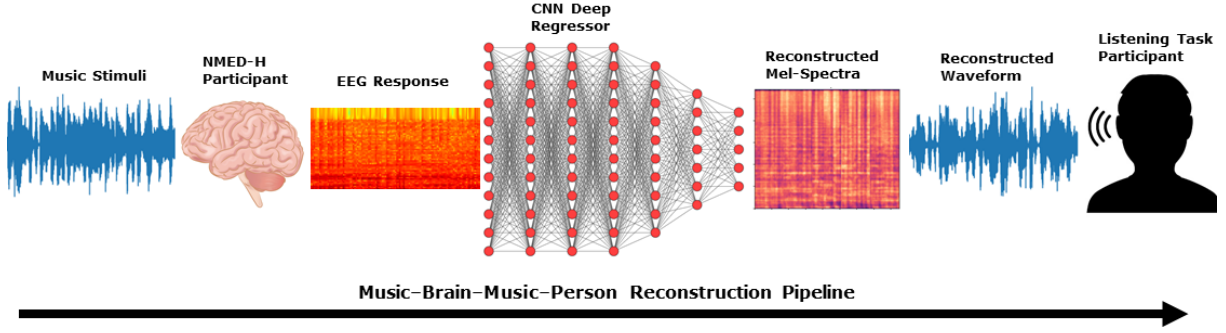 Music Stimuli
NMED-H
Participant
EEG Response
CNN Deep
Regressor
Reconstructed
Mel-Spectra
Reconstructed
Waveform
Listening Task
Participant
Music–Brain–Music–Person Reconstruction Pipeline